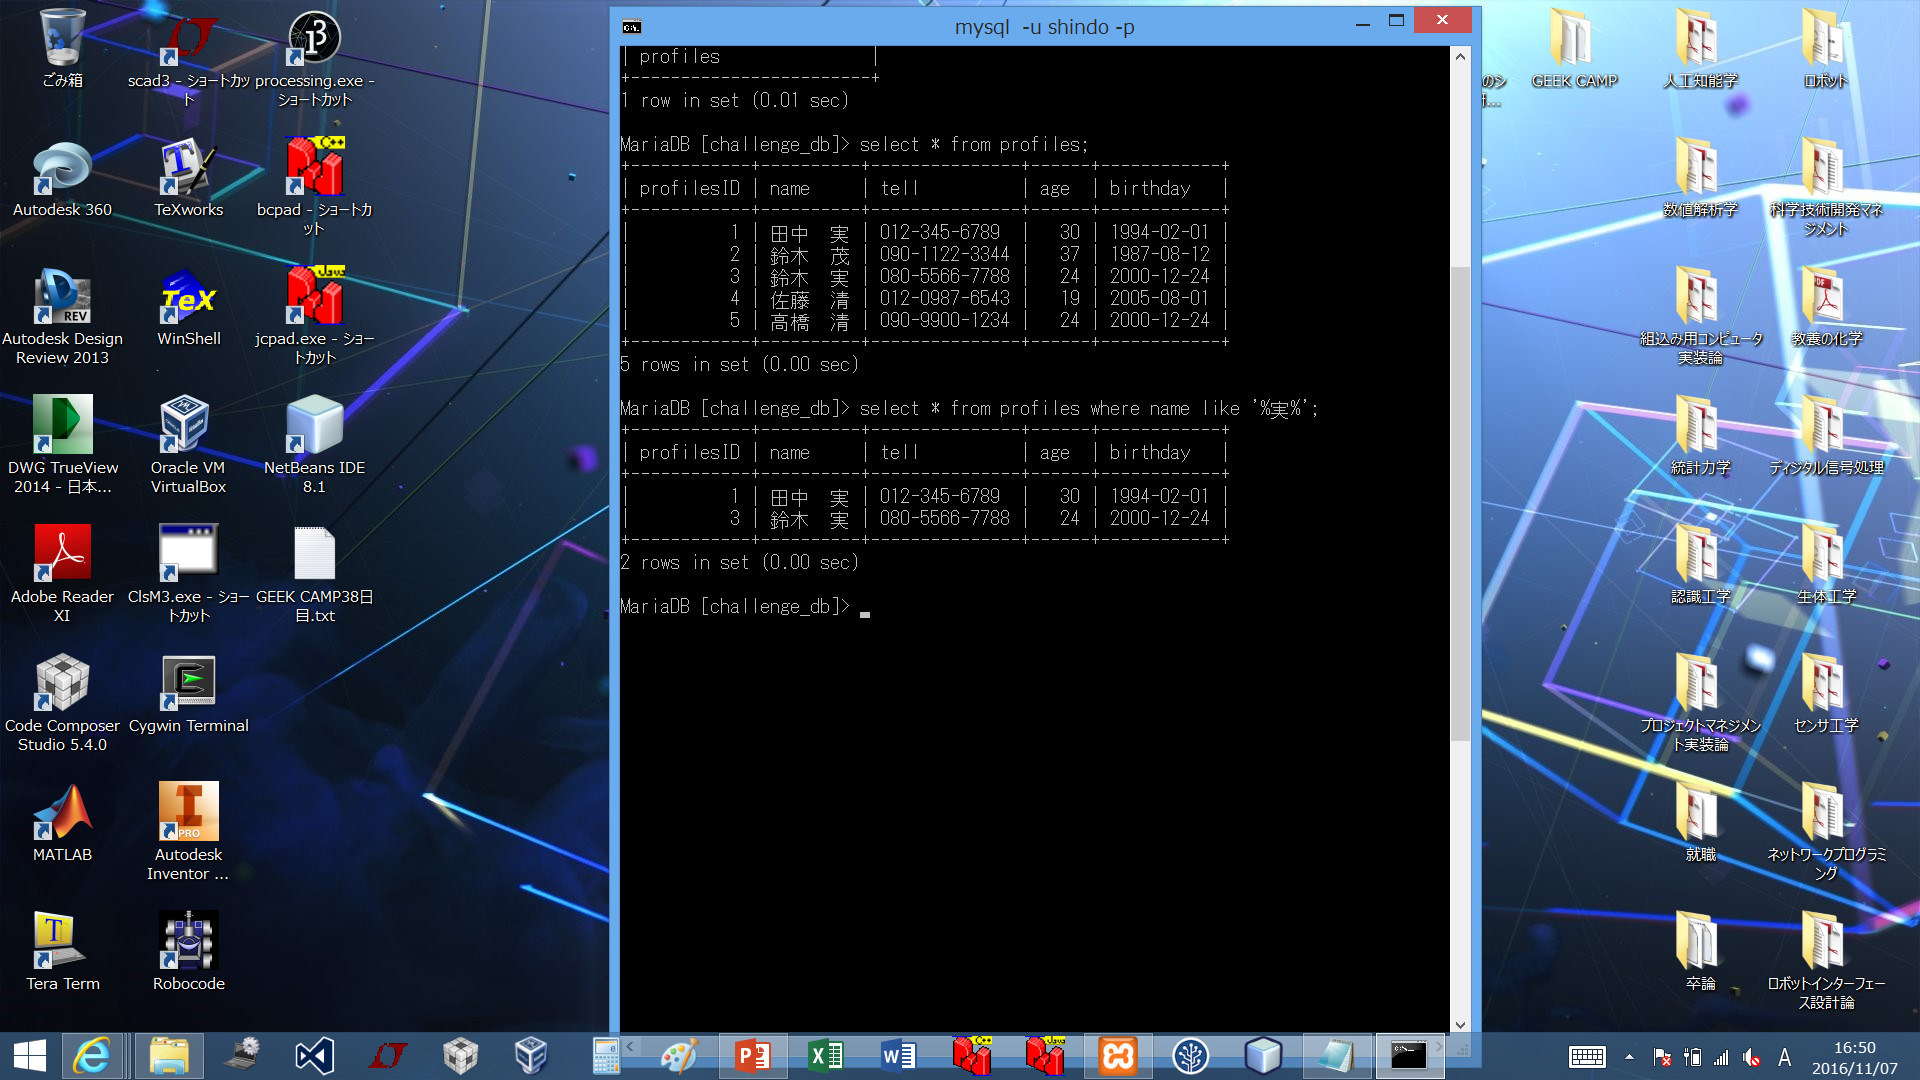 ごみ箱
scad3 - ショートカッ
ト
processing.exe -
ショートカット
Autodesk 360
TeXworks
bcpad - ショートカ
ット
Autodesk Design
Review 2013
WinShell
jcpad.exe - ショー
トカット
DWG TrueView
2014 - 日本...
Oracle VM
VirtualBox
NetBeans IDE
8.1
Adobe Reader
XI
ClsM3.exe - ショー
トカット
GEEK CAMP38日
目.txt
Code Composer
Studio 5.4.0
Cygwin Terminal
MATLAB
Autodesk
Inventor ...
Tera Term
Robocode
mysql -u shindo -p
| profiles |
+------------------------+
1 row in set (0.01 sec)
MariaDB [challenge_db]> select * from profiles;
+------------+----------+---------------+------+------------+
| profilesID | name | tell | age | birthday |
+------------+----------+---------------+------+------------+
| 1 | 田中　実 | 012-345-6789 | 30 | 1994-02-01 |
| 2 | 鈴木　茂 | 090-1122-3344 | 37 | 1987-08-12 |
| 3 | 鈴木　実 | 080-5566-7788 | 24 | 2000-12-24 |
| 4 | 佐藤　清 | 012-0987-6543 | 19 | 2005-08-01 |
| 5 | 高橋　清 | 090-9900-1234 | 24 | 2000-12-24 |
+------------+----------+---------------+------+------------+
5 rows in set (0.00 sec)
MariaDB [challenge_db]> select * from profiles where name like '%実%';
+------------+----------+---------------+------+------------+
| profilesID | name | tell | age | birthday |
+------------+----------+---------------+------+------------+
| 1 | 田中　実 | 012-345-6789 | 30 | 1994-02-01 |
| 3 | 鈴木　実 | 080-5566-7788 | 24 | 2000-12-24 |
+------------+----------+---------------+------+------------+
2 rows in set (0.00 sec)
MariaDB [challenge_db]>
GEEK CAMP
人工知能学
ロボット
数値解析学
科学技術開発マネ
ジメント
組込み用コンピュータ
実装論
教養の化学
統計力学
ディジタル信号処理
認識工学
生体工学
プロジェクトマネジメン
ト実装論
センサ工学
就職
ネットワークプログラミ
ング
卒論
ロボットインターフェー
ス設計論
A
16:50
2016/11/07